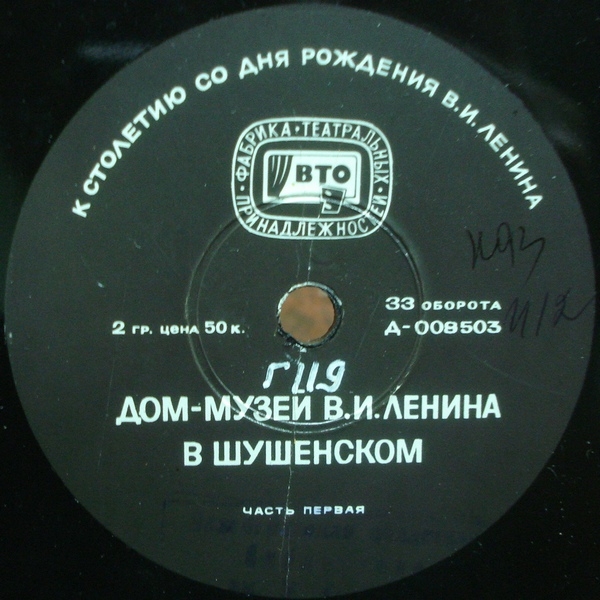 К СТОЛЕТИЮ СО ДНЯ РОЖДЕНИЯ В.И.ЛЕНИНА
ФАБРИКА·ТЕАТРАЛЬНЫХ
ВТО
ПРИНАДЛЕЖНОСТЕЙ
33 ОБОРОТА
2 ГР. ЦЕНА 50 К.
Д-008503
ДОМ-МУЗЕЙ В.И.ЛЕНИНА
В ШУШЕНСКОМ
ЧАСТЬ ПЕРВАЯ